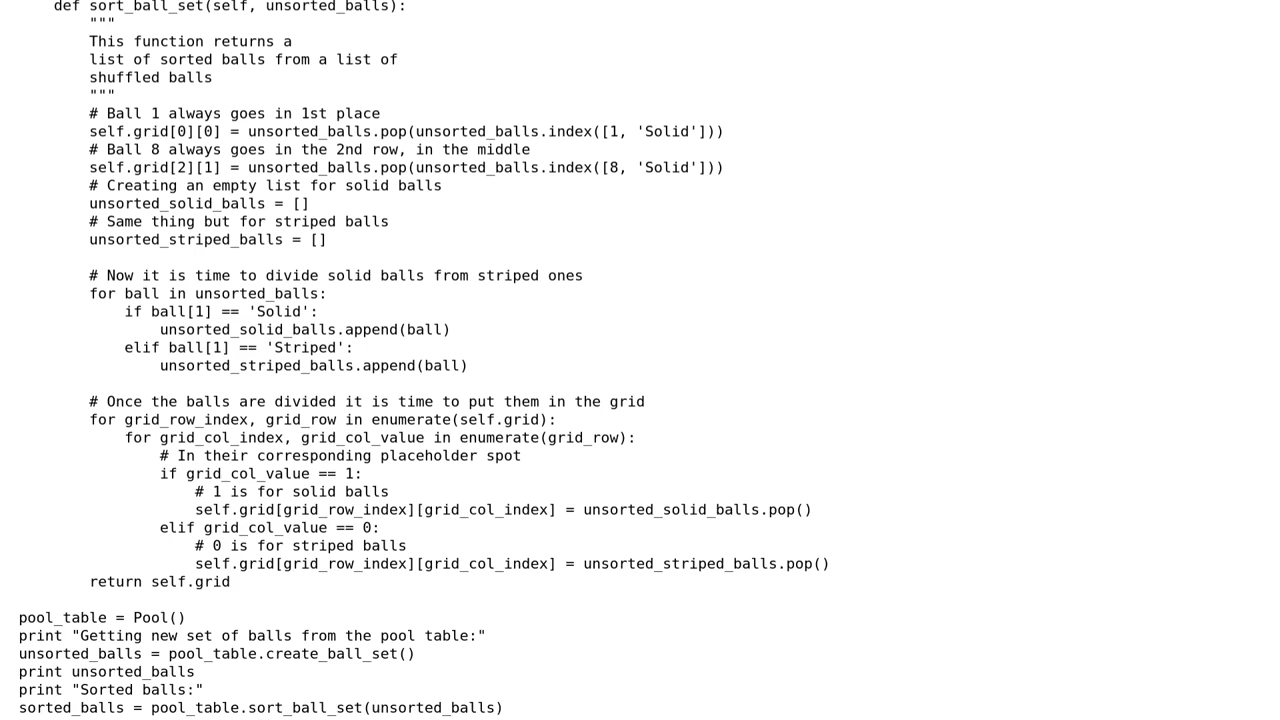 def sort_ball_set(self, unsorted_balls):
"""
This function returns a
list of sorted balls from a list of
shuffled balls
"""
# Ball 1 always goes in 1st place
self.grid[0][0] = unsorted_balls.pop(unsorted_balls.index([1, 'Solid']))
# Ball 8 always goes in the 2nd row, in the middle
self.grid[2][1] = unsorted_balls.pop(unsorted_balls.index([8, 'Solid']))
# Creating an empty list for solid balls
unsorted_solid_balls = []
# Same thing but for striped balls
unsorted_striped_balls = []
# Now it is time to divide solid balls from striped ones
for ball in unsorted_balls:
if ball[1] == 'Solid':
unsorted_solid_balls.append(ball)
elif ball[1] == 'Striped':
unsorted_striped_balls.append(ball)
# Once the balls are divided it is time to put them in the grid
for grid_row_index, grid_row in enumerate(self.grid):
for grid_col_index, grid_col_value in enumerate(grid_row):
# In their corresponding placeholder spot
if grid_col_value == 1:
# 1 is for solid balls
self.grid[grid_row_index][grid_col_index] = unsorted_solid_balls.pop()
elif grid_col_value == 0:
# 0 is for striped balls
self.grid[grid_row_index][grid_col_index] = unsorted_striped_balls.pop()
return self.grid
pool_table = Pool()
print "Getting new set of balls from the pool table:"
unsorted_balls = pool_table.create_ball_set()
print unsorted_balls
print "Sorted balls:"
sorted_balls = pool_table.sort_ball_set(unsorted_balls)